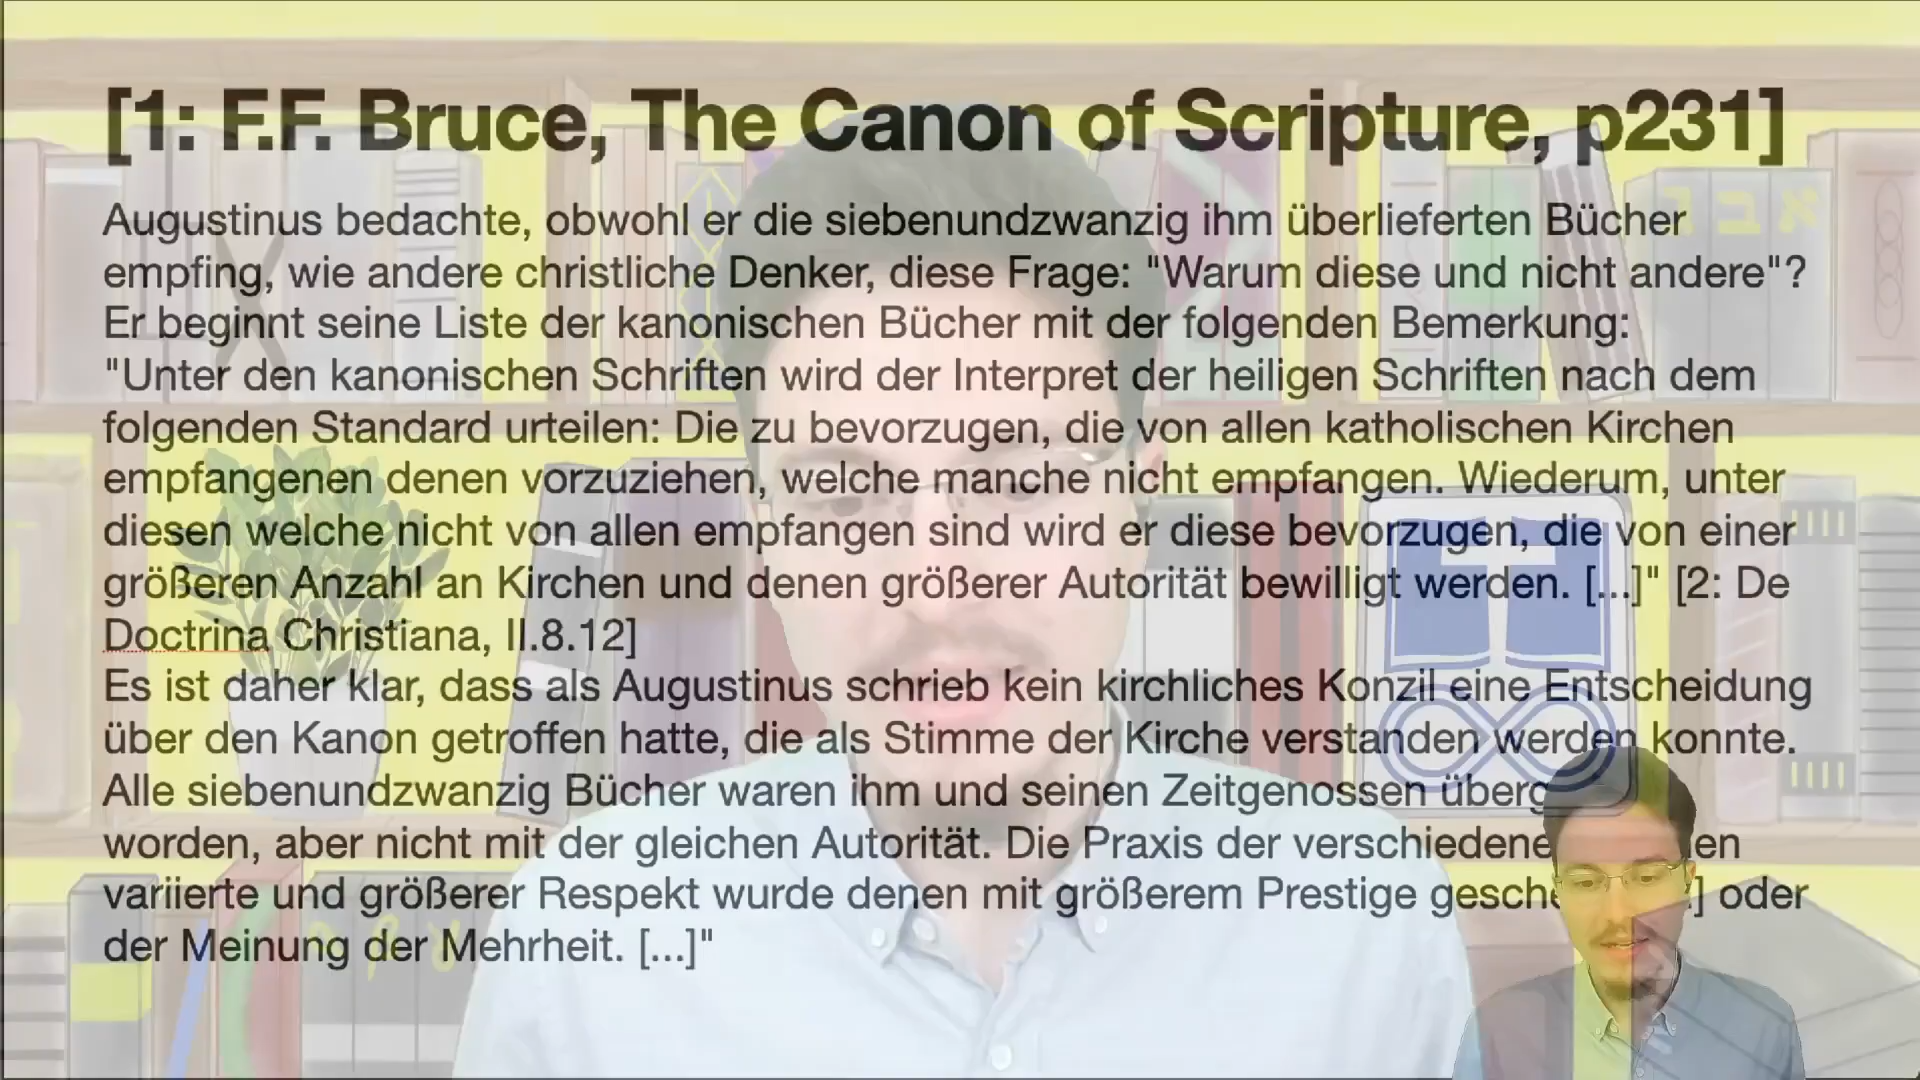 [1: F.F. Bruce, The Canon of Scripture, p231]
Augustinus bedachte, obwohl er die siebenundzwanzig ihm überlieferten Bücher
empfing, wie andere christliche Denker, diese Frage: "Warum diese und nicht andere"?
Er beginnt seine Liste der kanonischen Bücher mit der folgenden Bemerkung:
"Unter den kanonischen Schriften wird der Interpret der heiligen Schriften nach dem
folgenden Standard urteilen: Die zu bevorzugen, die von allen katholischen Kirchen
empfangenen denen vorzuziehen, welche manche nicht empfangen. Wiederum, unter
diesen welche nicht von allen empfangen sind wird er diese bevorzugen, die von einer
größeren Anzahl an Kirchen und denen größerer Autorität bewilligt werden. [...]" [2: De
Doctrina Christiana, II.8.12]
Es ist daher klar, dass als Augustinus schrieb kein kirchliches Konzil eine Entscheidung
über den Kanon getroffen hatte, die als Stimme der Kirche verstanden werden konnte.
Alle siebenundzwanzig Bücher waren ihm und seinen Zeitgenossen überg
worden, aber nicht mit der gleichen Autorität. Die Praxis der verschiedene en
variierte und größerer Respekt wurde denen mit größerem Prestige gesche ] oder
der Meinung der Mehrheit. [...]"
אבג